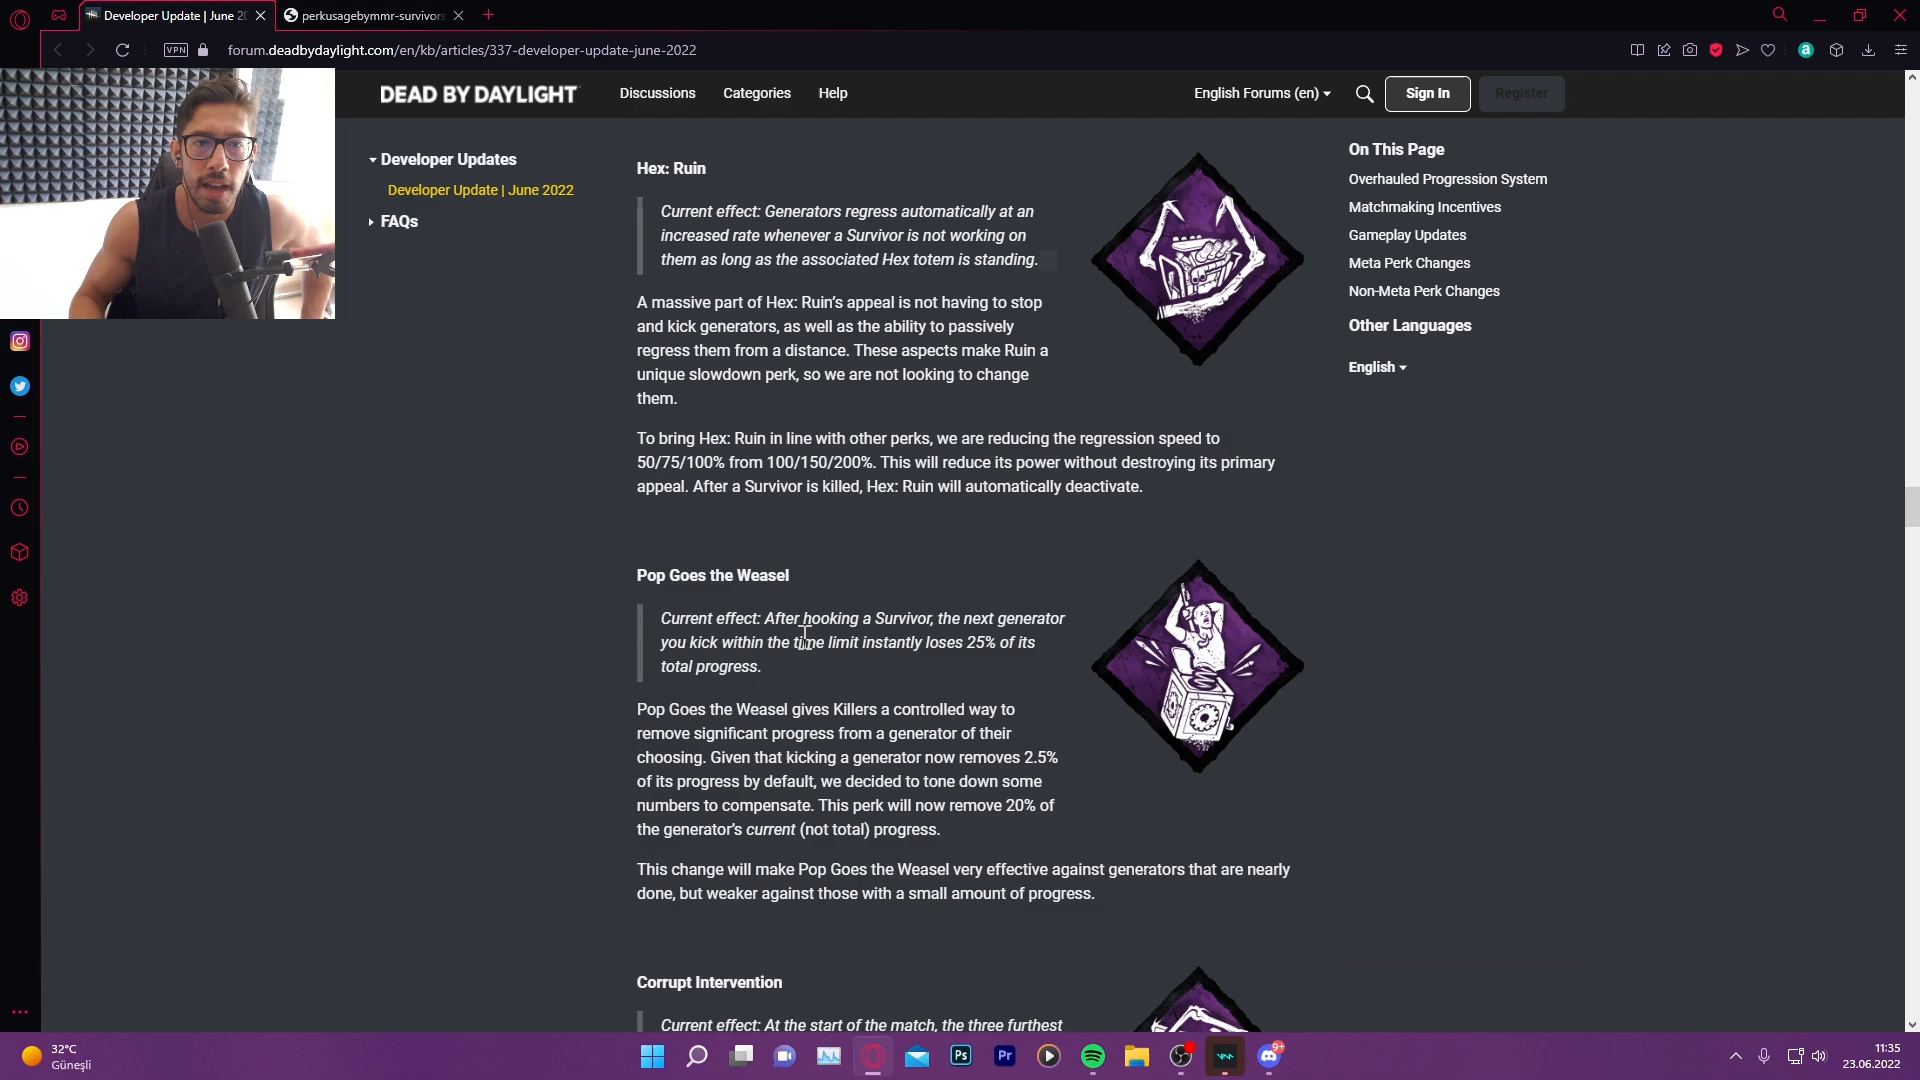 Developer Update | June 20
perkusagebymmr-survivors
VPN
forum.deadbydaylight.com/en/kb/articles/337-developer-update-june-2022
DEAD BY DAYLIGHT
Discussions
Categories
Help
English Forums (en)
Sign In
Register
Developer Updates
Developer Update | June 2022
FAQs
Hex: Ruin
Current effect: Generators regress automatically at an
increased rate whenever a Survivor is not working on
them as long as the associated Hex totem is standing.
A massive part of Hex: Ruin's appeal is not having to stop
and kick generators, as well as the ability to passively
regress them from a distance. These aspects make Ruin a
unique slowdown perk, so we are not looking to change
them.
To bring Hex: Ruin in line with other perks, we are reducing the regression speed to
50/75/100% from 100/150/200%. This will reduce its power without destroying its primary
appeal. After a Survivor is killed, Hex: Ruin will automatically deactivate.
Pop Goes the Weasel
Current effect: After hooking a Survivor, the next generator
you kick within the time limit instantly loses 25% of its
total progress.
Pop Goes the Weasel gives Killers a controlled way to
remove significant progress from a generator of their
choosing. Given that kicking a generator now removes 2.5%
of its progress by default, we decided to tone down some
numbers to compensate. This perk will now remove 20% of
the generator's current (not total) progress.
This change will make Pop Goes the Weasel very effective against generators that are nearly
done, but weaker against those with a small amount of progress.
Corrupt Intervention
Current effect: At the start of the match, the three furthest
On This Page
Overhauled Progression System
Matchmaking Incentives
Gameplay Updates
Meta Perk Changes
Non-Meta Perk Changes
Other Languages
English
32°C
Güneşli
Ps
Pr
9+
11:35
23.06.2022